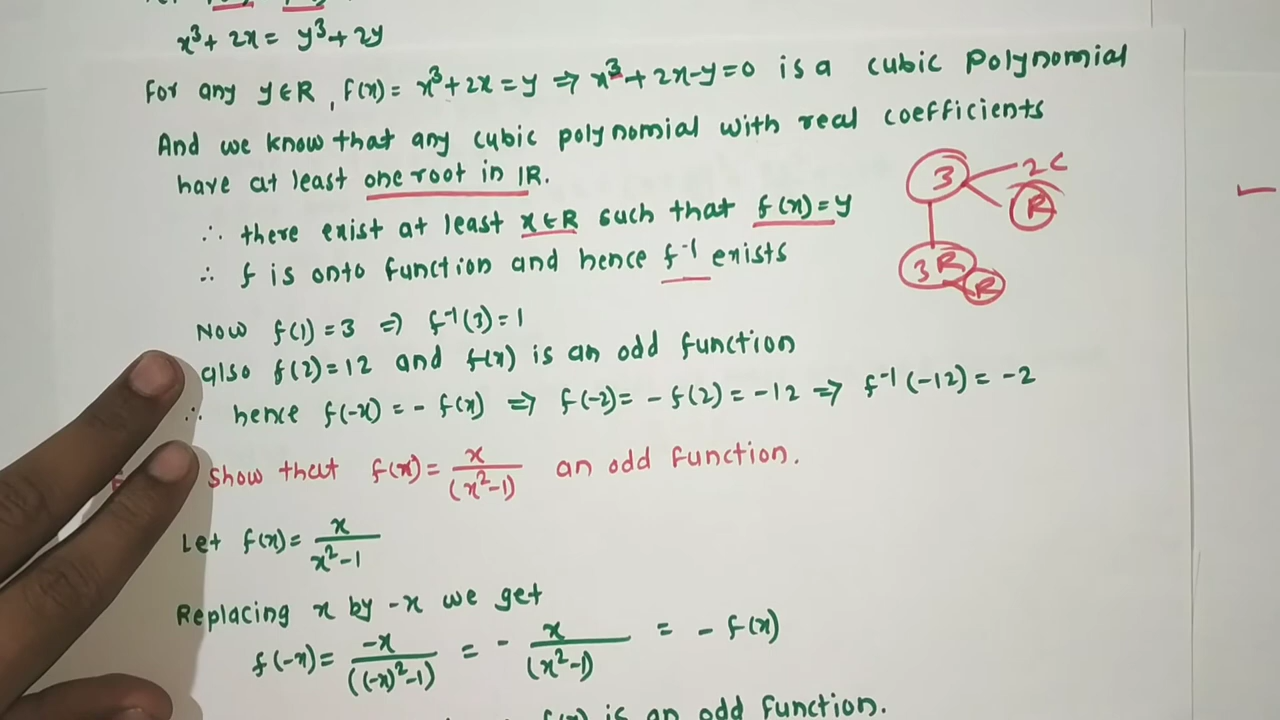 x³+ 2x = y³+ 2y
For any y∈R, f(x) = x³+2x = y ⇒ x³+2x-y=0 is a cubic polynomial
And we know that any cubic polynomial with real coefficients
have at least one root in IR.
3 2C
R
∴ there exist at least x∈R such that f(x)=y
∴ f is onto function and hence f⁻¹ exists
3R R
Now f(1)=3 ⇒ f⁻¹(3)=1
also f(2)=12 and f(x) is an odd function
∴ hence f(-x) = - f(x) ⇒ f(-2)= - f(2) = -12 ⇒ f⁻¹(-12) = -2
Show that f(x)= x/(x²-1) an odd function.
Let f(x)= x/x²-1
Replacing x by -x we get
f(-x)= -x/((-x)²-1) = - x/(x²-1) = - f(x)
f(x) is an odd function.